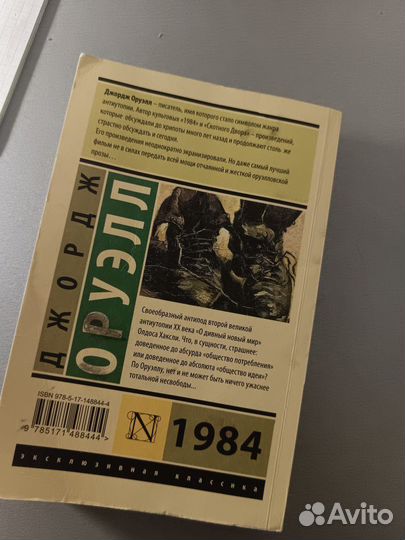 Джордж Оруэлл – писатель, имя которого стало символом жанра
антиутопии. Автор культовых «1984» и «Скотного Двора» – произведений,
которые обсуждали до хрипоты много лет назад и продолжают столь же
страстно обсуждать и сегодня.
Его произведения неоднократно экранизировали. Но даже самый лучший
фильм не в силах передать всей мощи отчаянной и жесткой оруэлловской
прозы...
ДЖОРДЖ
ОРУЭЛЛ
Своеобразный антипод второй великой
антиутопии XX века «О дивный новый мир»
Олдоса Хаксли. Что, в сущности, страшнее:
доведенное до абсурда «общество потребления»
или доведенное до абсолюта «общество идеи»?
По Оруэллу, нет и не может быть ничего ужаснее
тотальной несвободы...
ISBN 978-5-17-148844-4
9 785171 488444 >
N
1984
эксклюзивная классика
Avito